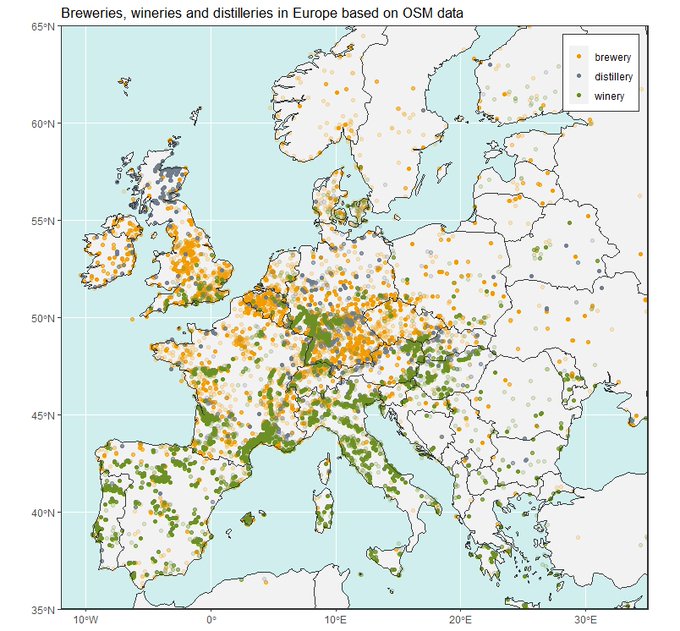 Breweries, wineries and distilleries in Europe based on OSM data
65°N
60°N
55°N
50°N
45°N
40°N
35°N
brewery
distillery
winery
10°W
0°
10°E
20°E
30°E